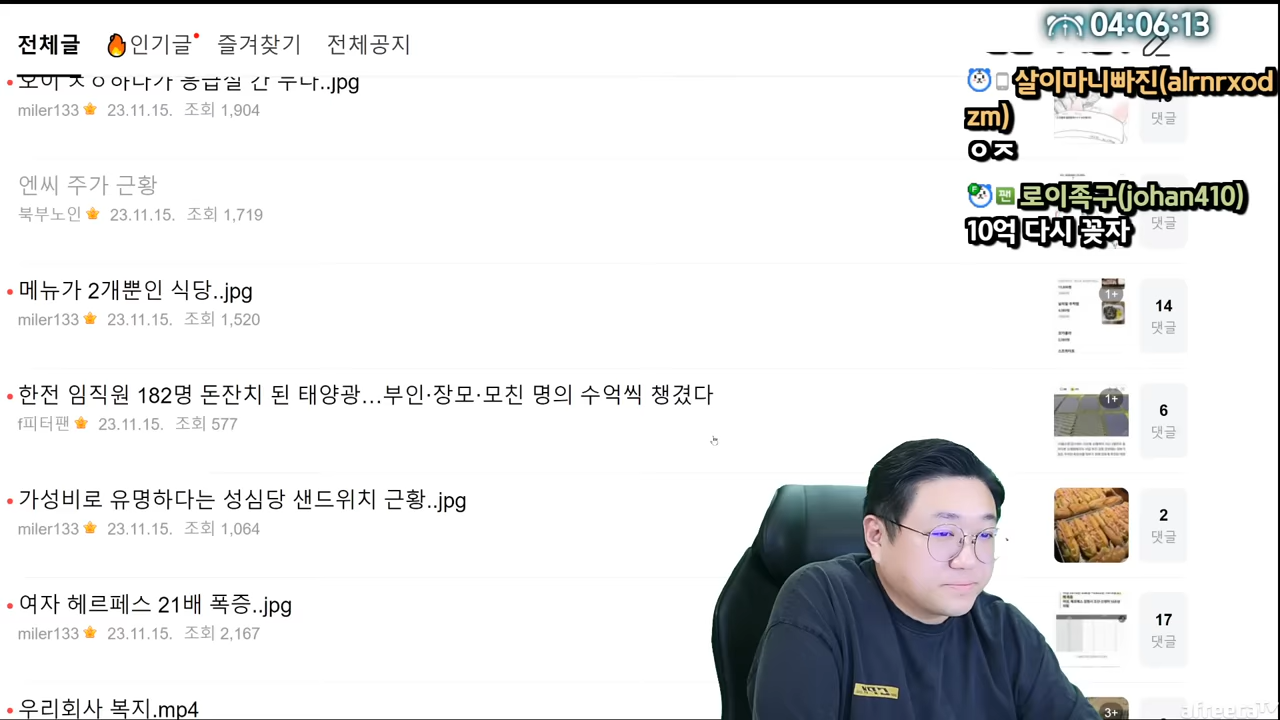 04:06:13
전체글 인기글 즐겨찾기 전체공지
살이마니빠진(alrnrxod
zm)
ㅇㅈ
로이족구(johan410)
10억 다시 꽂자
miler133 23.11.15. 조회 1,904
댓글
엔씨 주가 근황
북부노인 23.11.15. 조회 1,719
댓글
메뉴가 2개뿐인 식당..jpg
miler133 23.11.15. 조회 1,520
1+
14
댓글
한전 임직원 182명 돈잔치 된 태양광…부인·장모·모친 명의 수억씩 챙겼다
f피터팬 23.11.15. 조회 577
1+
6
댓글
가성비로 유명하다는 성심당 샌드위치 근황..jpg
miler133 23.11.15. 조회 1,064
2
댓글
여자 헤르페스 21배 폭증..jpg
miler133 23.11.15. 조회 2,167
17
댓글
우리회사 복지.mp4
3+
afreecaTV